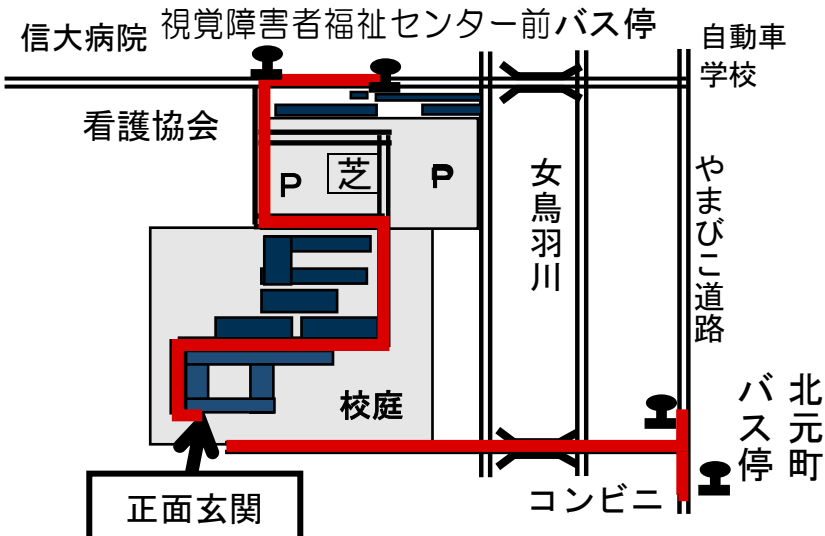 信大病院
視覚障害者福祉センター前バス停
自動車
学校
看護協会
P
芝
P
女鳥羽川
やまびこ道路
校庭
北元町
バス停
コンビニ
正面玄関